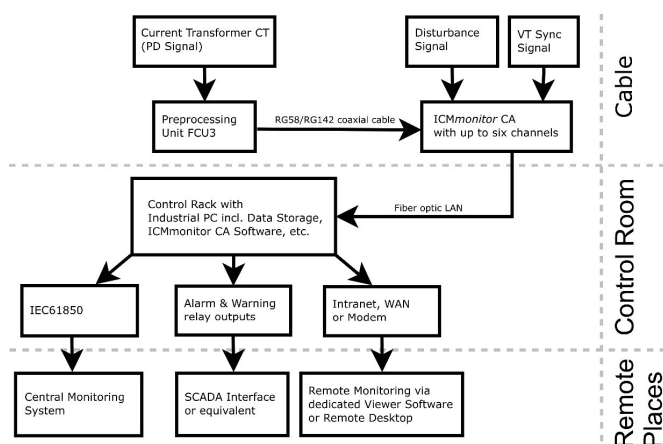 Current Transformer CT
(PD Signal)
Disturbance
Signal
VT Sync
Signal
Cable
Preprocessing
Unit FCU3
RG58/RG142 coaxial cable
ICMmonitor CA
with up to six channels
Control Rack with
Industrial PC incl. Data Storage,
ICMmonitor CA Software, etc.
Fiber optic LAN
Control Room
IEC61850
Alarm & Warning
relay outputs
Intranet, WAN
or Modem
Central Monitoring
System
SCADA Interface
or equivalent
Remote Monitoring via
dedicated Viewer Software
or Remote Desktop
Remote
Places